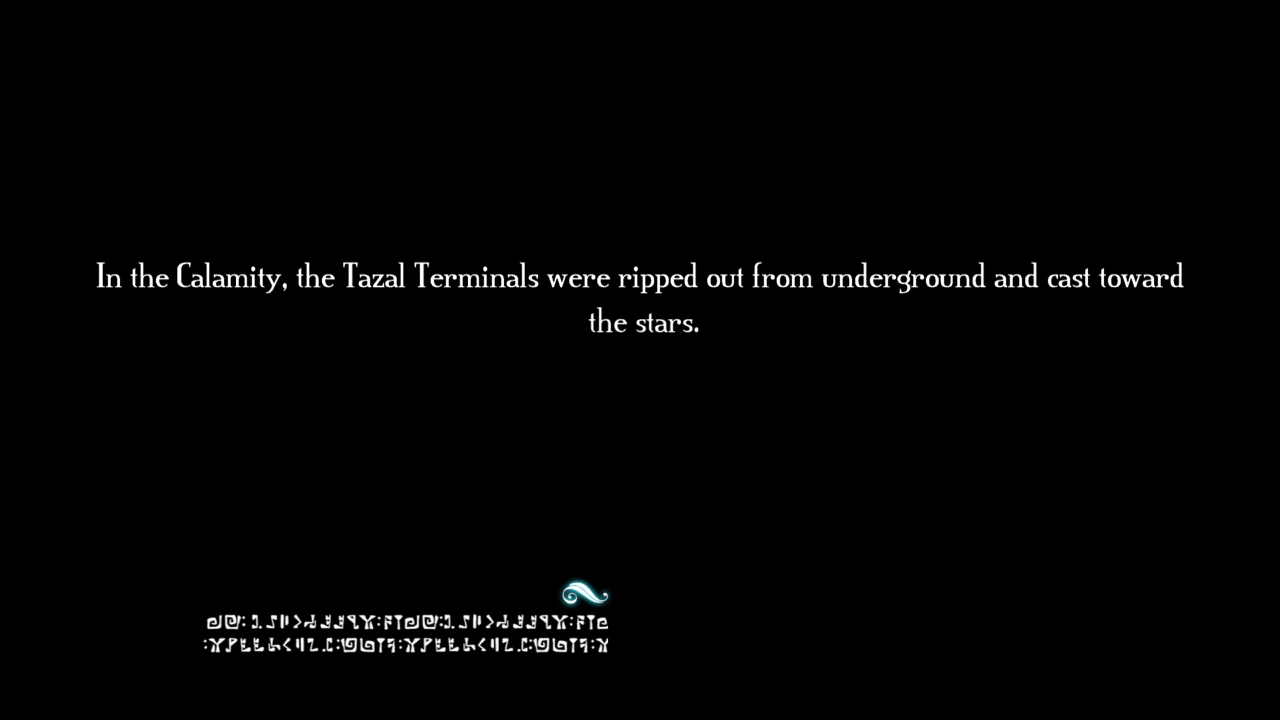 In the Calamity, the Tazal Terminals were ripped out from underground and cast toward
the stars.